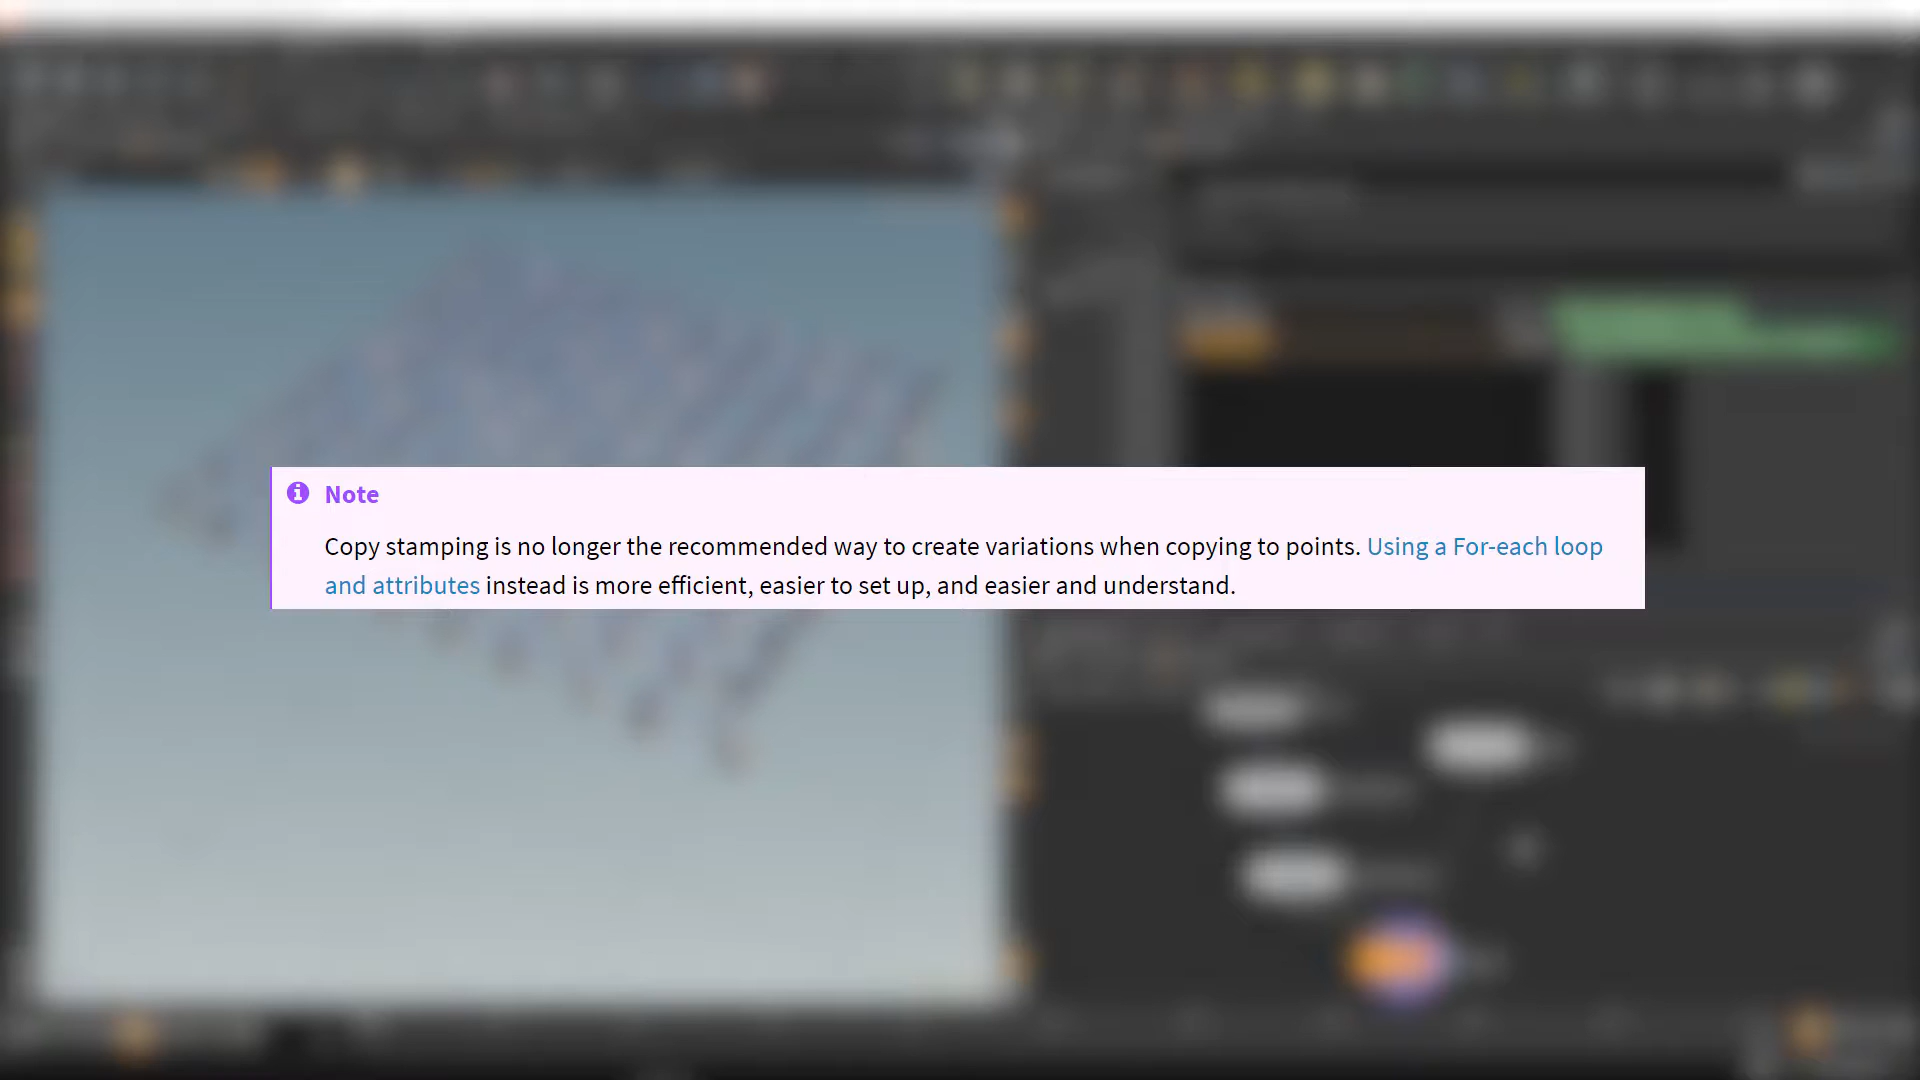 Note
Copy stamping is no longer the recommended way to create variations when copying to points. Using a For-each loop
and attributes instead is more efficient, easier to set up, and easier and understand.